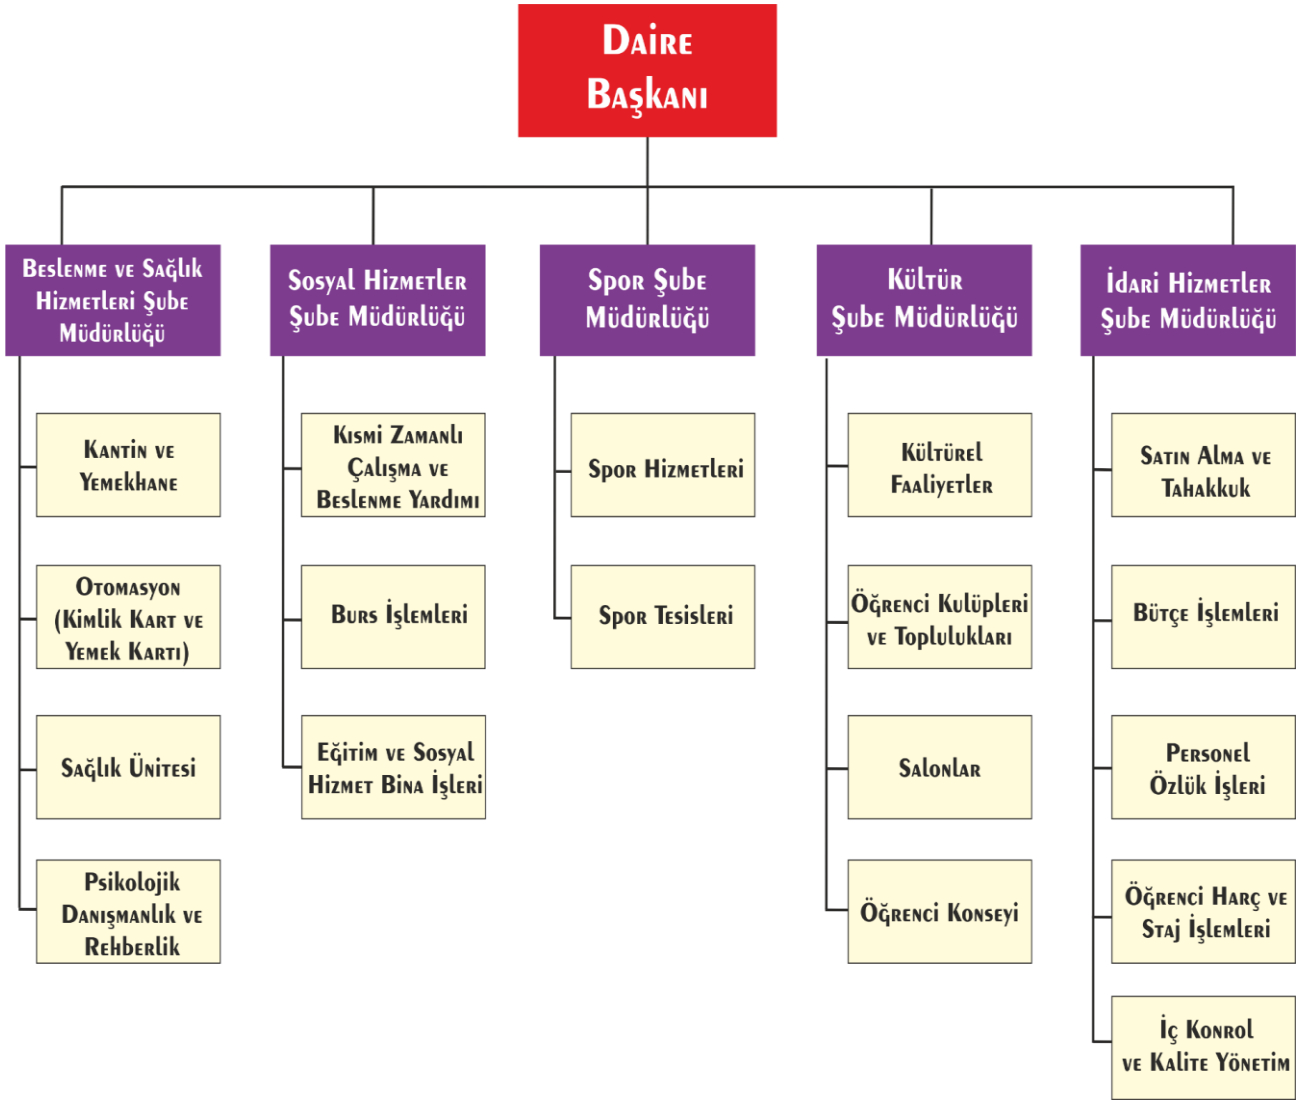 Daire
Başkanı
Beslenme ve Sağlık
Hizmetleri Şube
Müdürlüğü
Kantin ve
Yemekhane
Otomasyon
(Kimlik Kart ve
Yemek Kartı)
Sağlık Ünitesi
Psikolojik
Danışmanlık ve
Rehberlik
Sosyal Hizmetler
Şube Müdürlüğü
Kısmi Zamanlı
Çalışma ve
Beslenme Yardımı
Burs İşlemleri
Eğitim ve Sosyal
Hizmet Bina İşleri
Spor Şube
Müdürlüğü
Spor Hizmetleri
Spor Tesisleri
Kültür
Şube Müdürlüğü
Kültürel
Faaliyetler
Öğrenci Kulüpleri
ve Toplulukları
Salonlar
Öğrenci Konseyi
İdari Hizmetler
Şube Müdürlüğü
Satın Alma ve
Tahakkuk
Bütçe İşlemleri
Personel
Özlük İşleri
Öğrenci Harç ve
Staj İşlemleri
İç Konrol
ve Kalite Yönetim